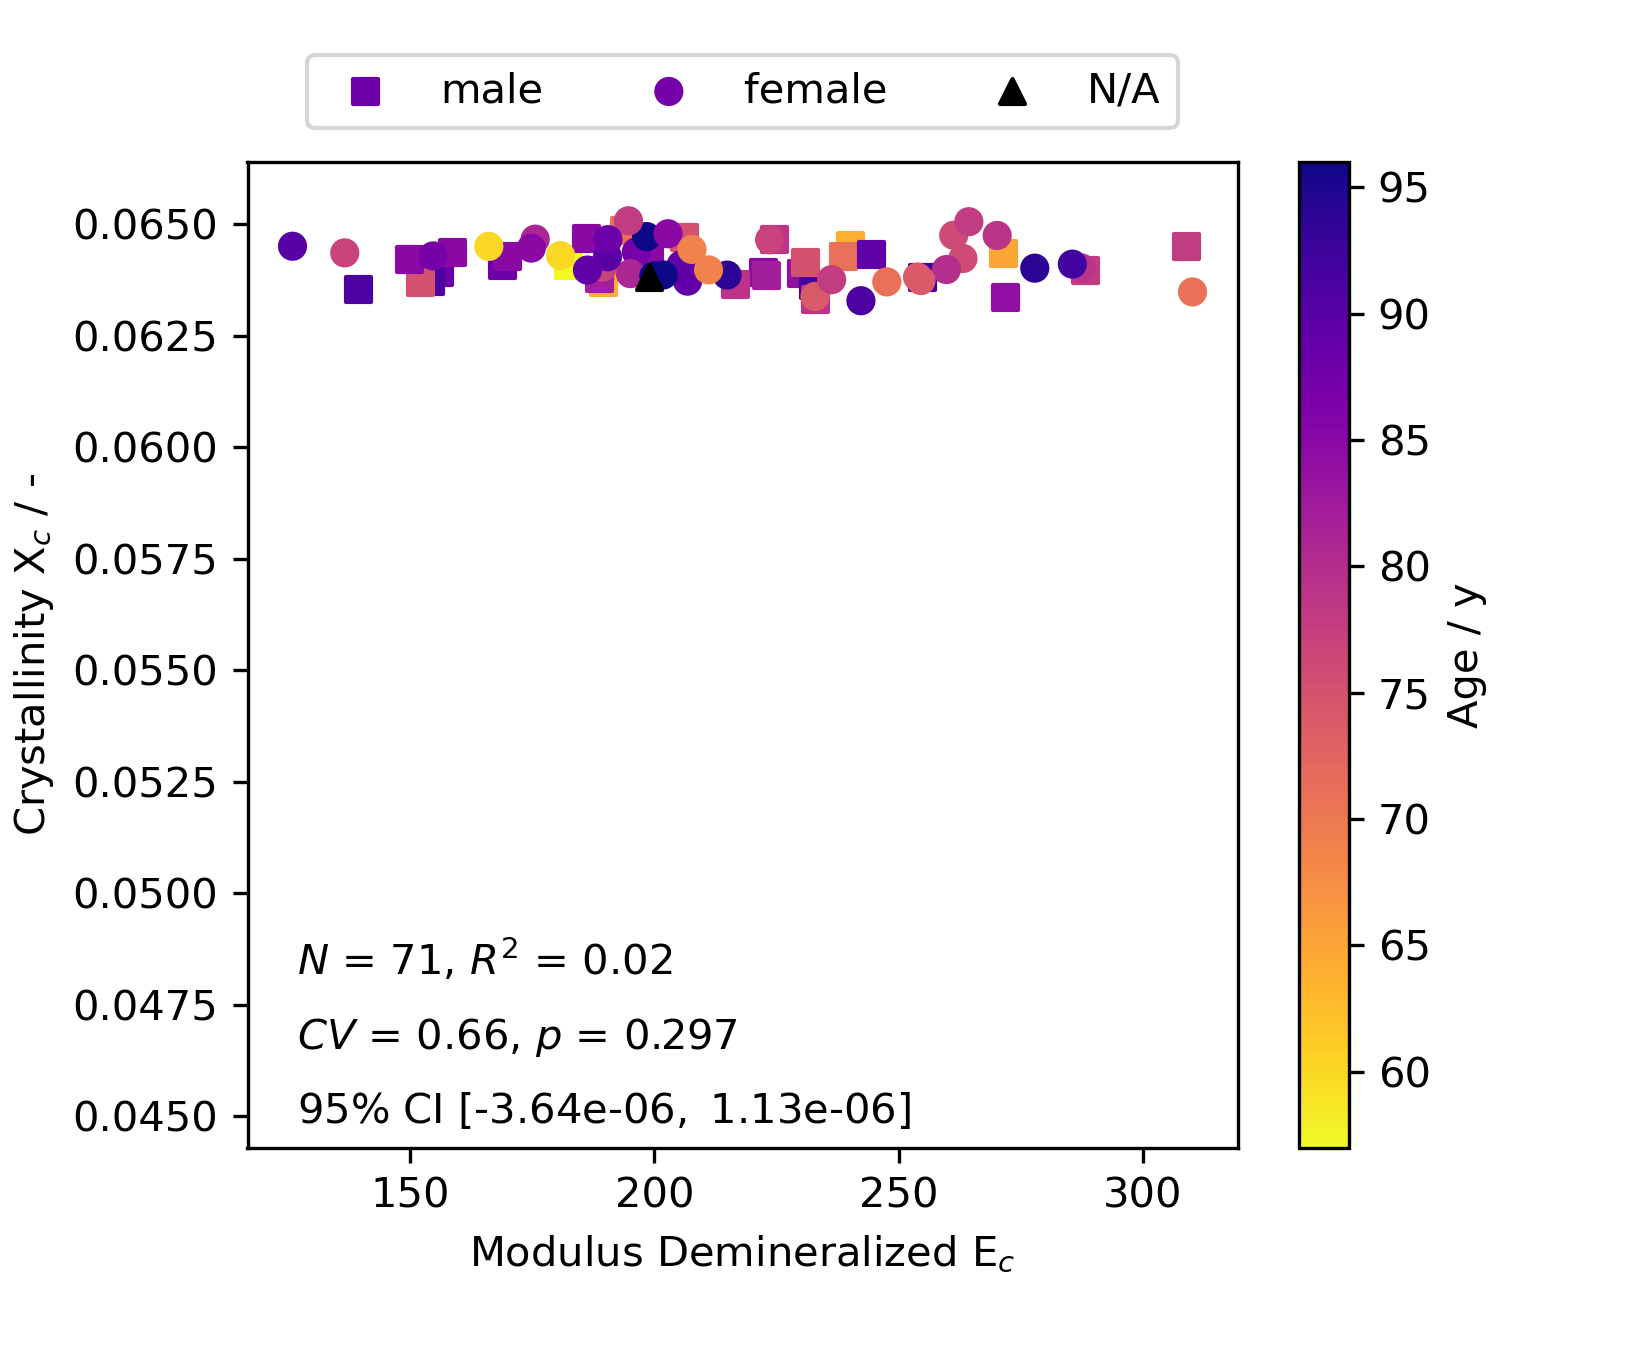 male female N/A
0.0650
0.0625
0.0600
0.0575
0.0550
0.0525
0.0500
0.0475
0.0450
Crystallinity X_c / -
N = 71, R² = 0.02
CV = 0.66, p = 0.297
95% CI [-3.64e-06, 1.13e-06]
150 200 250 300
Modulus Demineralized E_c
95
90
85
80
75
70
65
60
Age / y